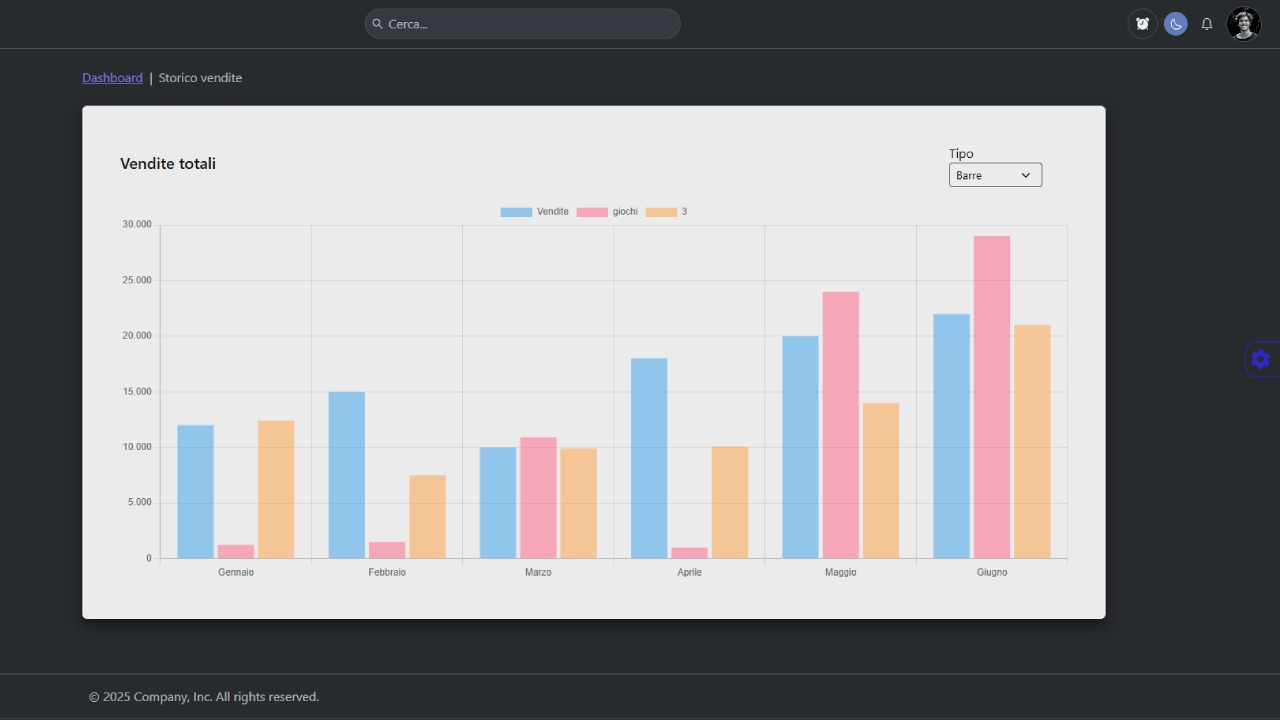 Cerca...
Dashboard | Storico vendite
Vendite totali
Tipo
Barre
Vendite giochi 3
30.000
25.000
20.000
15.000
10.000
5.000
0
Gennaio Febbraio Marzo Aprile Maggio Giugno
© 2025 Company, Inc. All rights reserved.